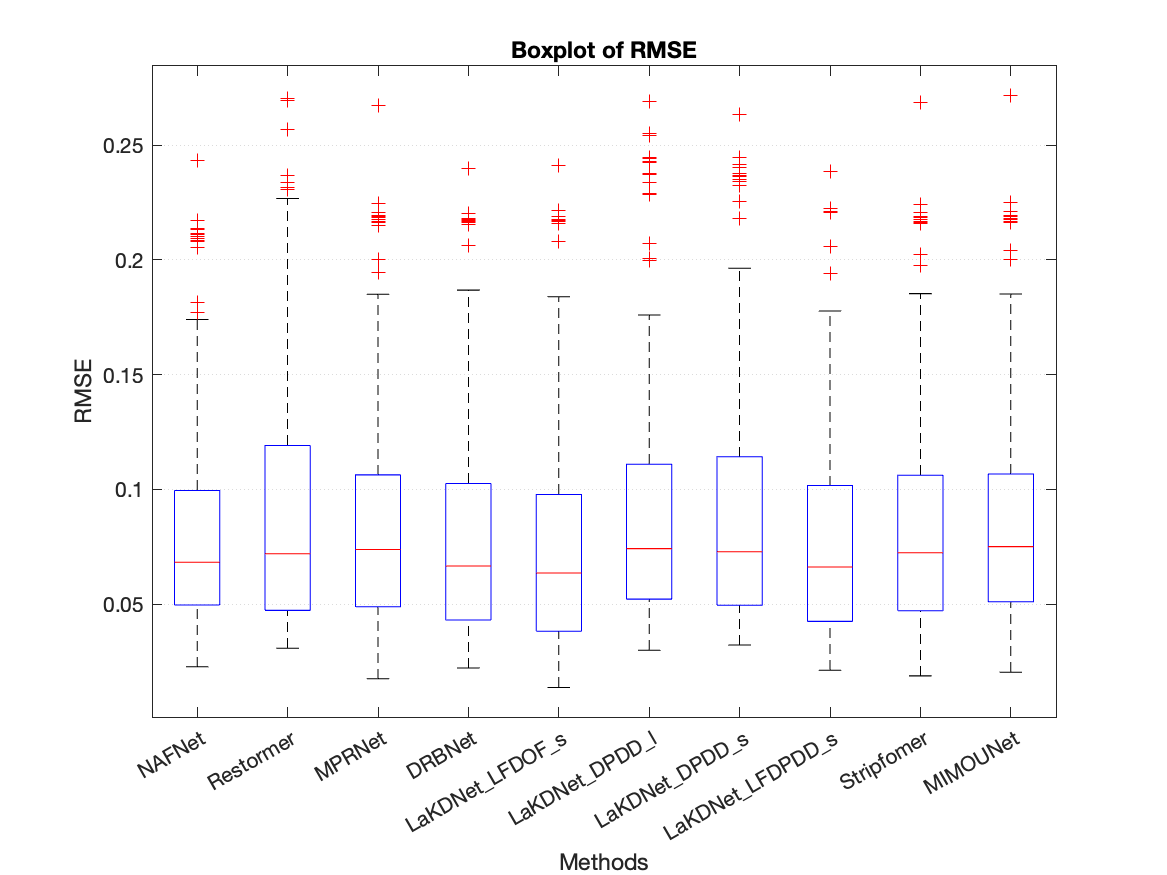 Boxplot of RMSE
0.25
0.2
0.15
0.1
0.05
RMSE
NAFNet
Restormer
MPRNet
DRBNet
LaKDNet_LFDOF_s
LaKDNet_DPDD_l
LaKDNet_DPDD_s
LaKDNet_LFDPDD_s
Stripfomer
MIMOUNet
Methods